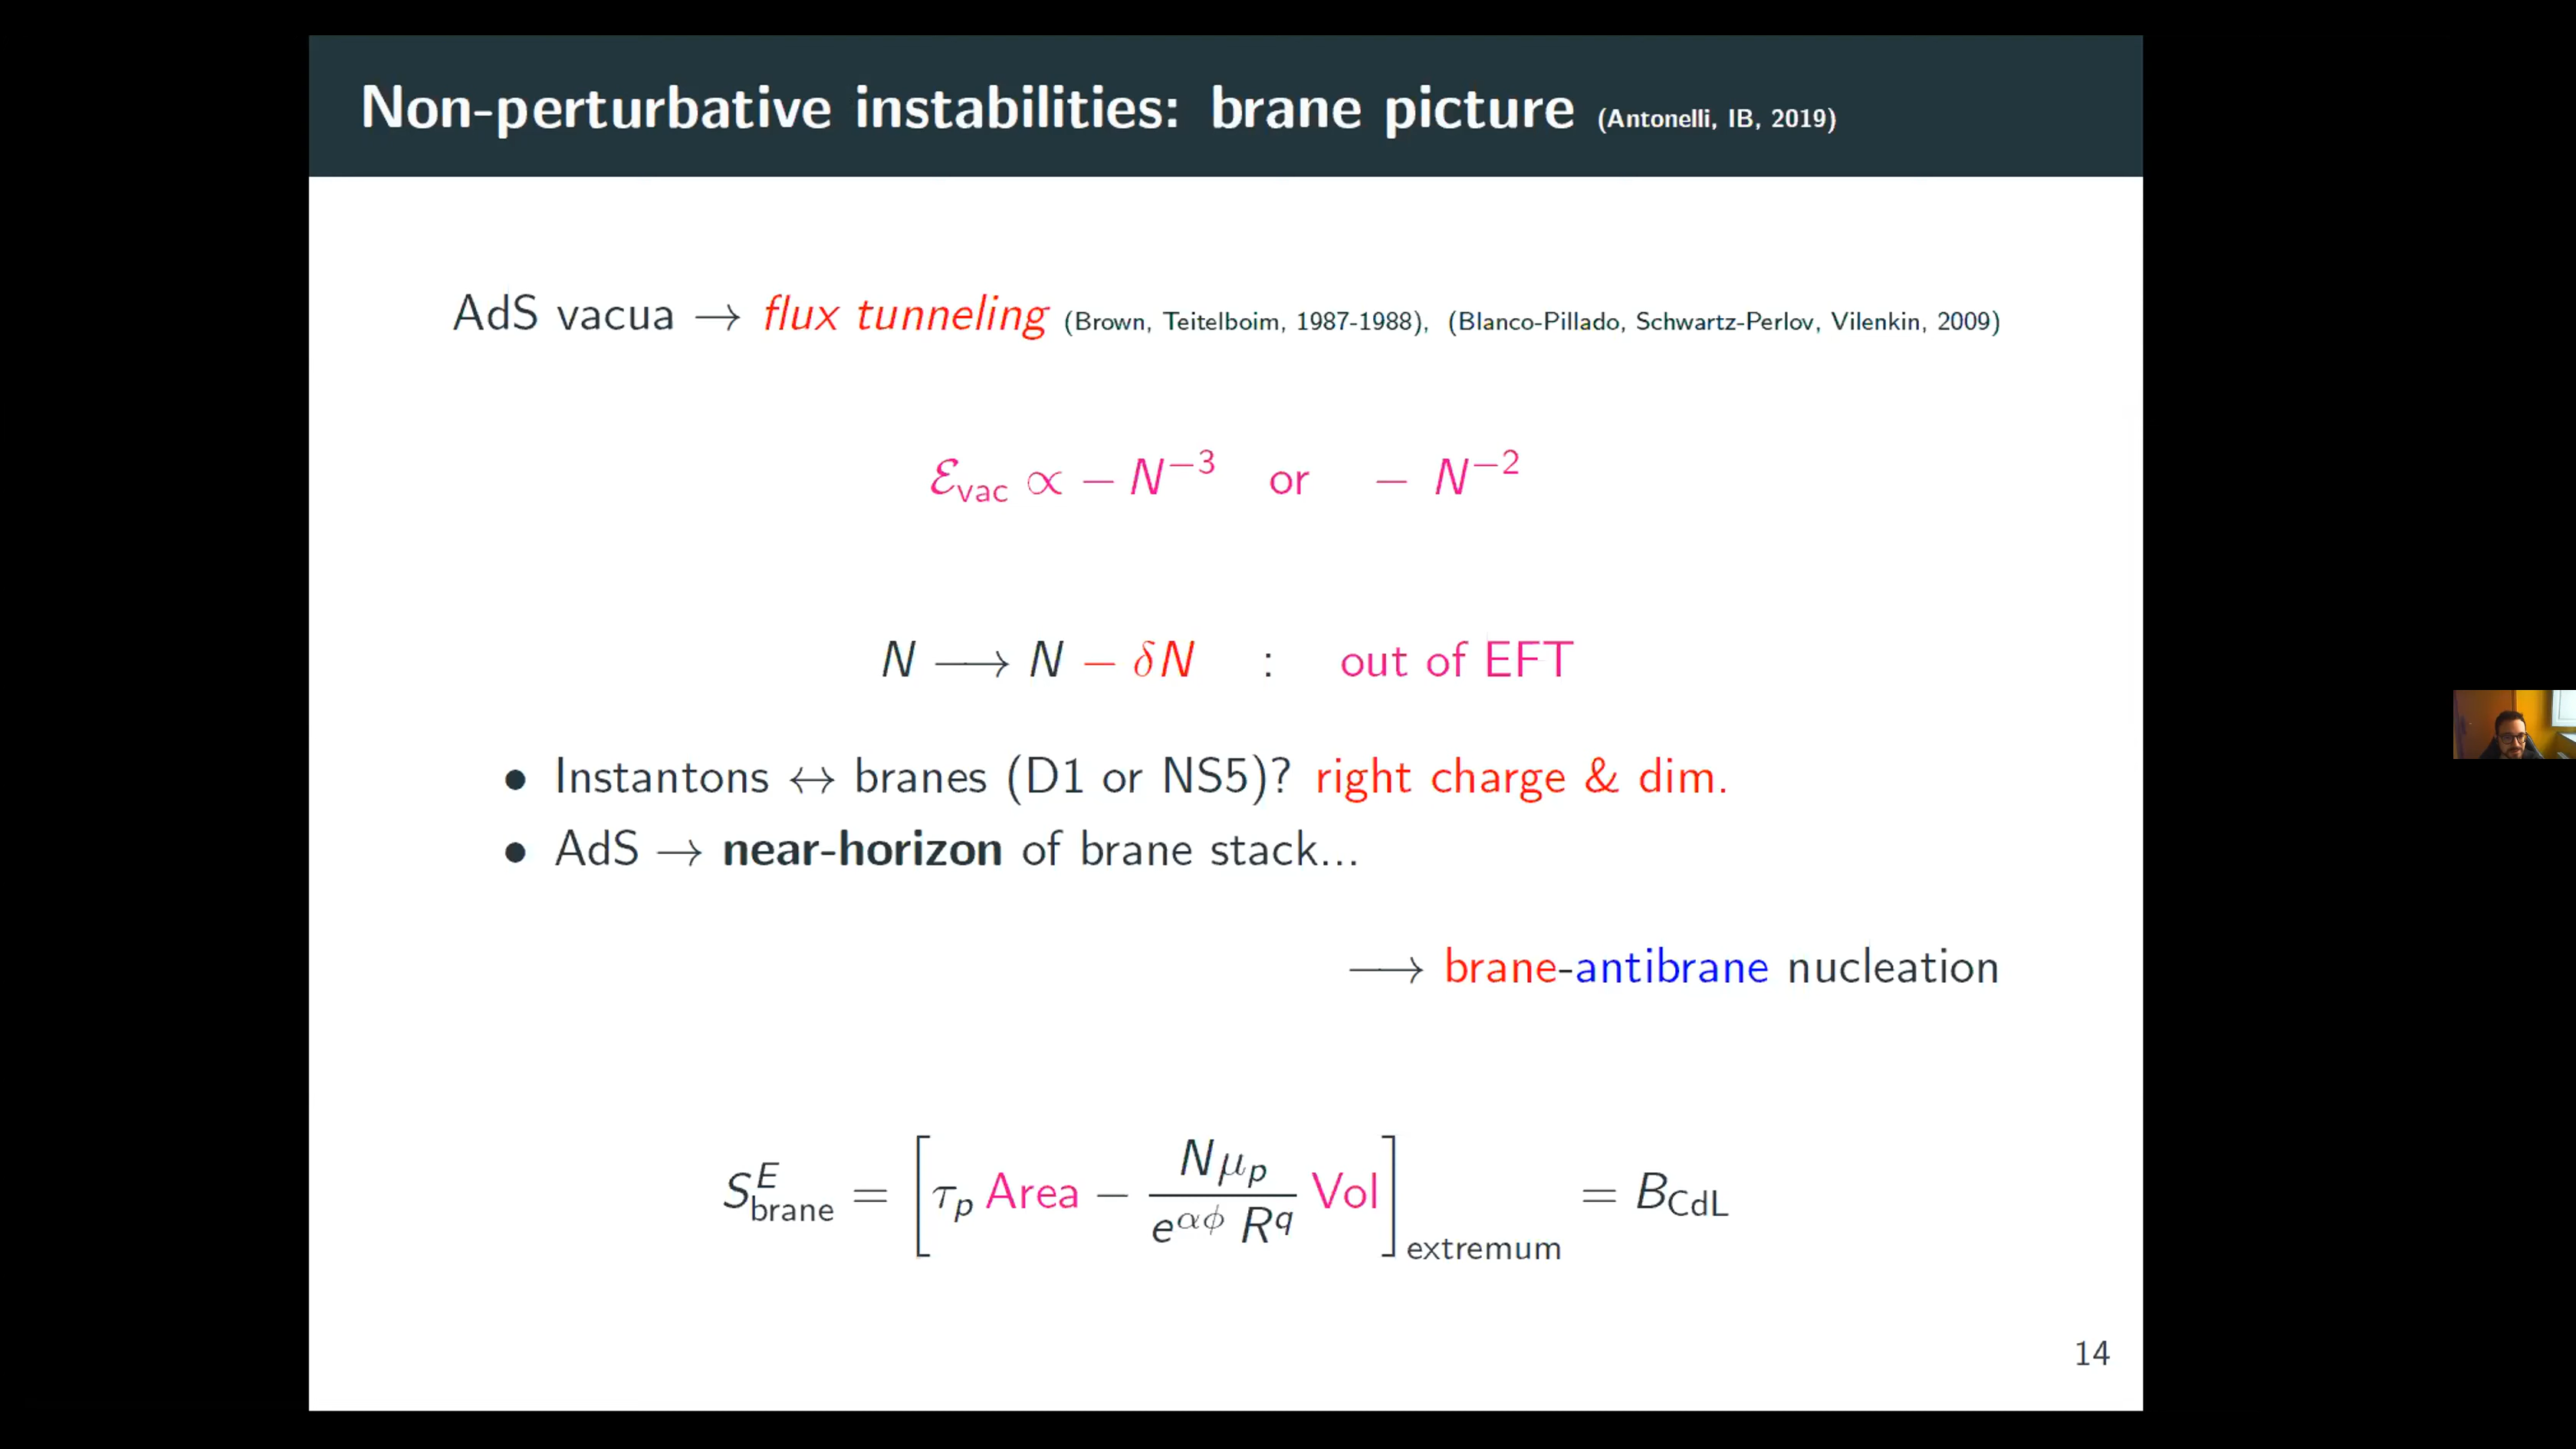 Non-perturbative instabilities: brane picture (Antonelli, IB, 2019)
AdS vacua → flux tunneling (Brown, Teitelboim, 1987-1988), (Blanco-Pillado, Schwartz-Perlov, Vilenkin, 2009)
ℰ_vac ∝ − N^{−3} or − N^{−2}
N ⟶ N − δN : out of EFT
• Instantons ↔ branes (D1 or NS5)? right charge & dim.
• AdS → near-horizon of brane stack...
⟶ brane-antibrane nucleation
S^E_brane = [τ_p Area − \frac{Nμ_p}{e^{αϕ} R^q} Vol]_extremum = B_CdL
14